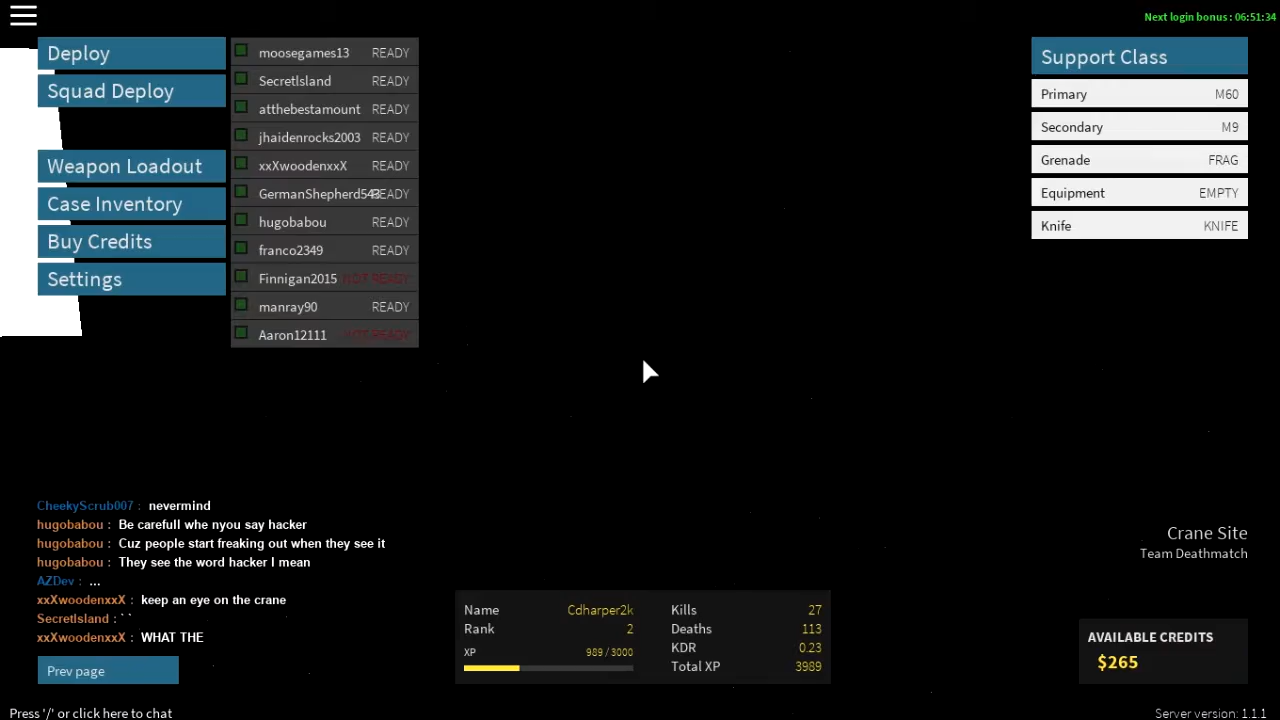 Next login bonus : 06:51:34
Deploy
Squad Deploy
Weapon Loadout
Case Inventory
Buy Credits
Settings
moosegames13 READY
SecretIsland READY
atthebestamount READY
jhaidenrocks2003 READY
xxXwoodenxxX READY
GermanShepherd543 READY
hugobabou READY
franco2349 READY
Finnigan2015 NOT READY
manray90 READY
Aaron12111 NOT READY
Support Class
Primary M60
Secondary M9
Grenade FRAG
Equipment EMPTY
Knife KNIFE
CheekyScrub007 : nevermind
hugobabou : Be carefull whe nyou say hacker
hugobabou : Cuz people start freaking out when they see it
hugobabou : They see the word hacker I mean
AZDev : ...
xxXwoodenxxX : keep an eye on the crane
SecretIsland : ` `
xxXwoodenxxX : WHAT THE
Prev page
Press '/' or click here to chat
Name Cdharper2k
Rank 2
XP 989 / 3000
Kills 27
Deaths 113
KDR 0.23
Total XP 3989
Crane Site
Team Deathmatch
AVAILABLE CREDITS
$265
Server version: 1.1.1